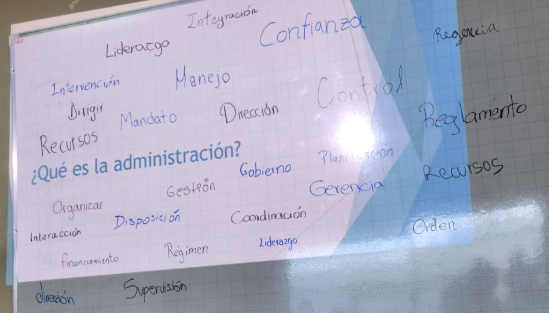 Integración
Liderazgo
Confianza
Regencia
Intervención
Manejo
Control
Dirigir
Mandato
Dirección
Reglamento
Recursos
¿Qué es la administración?
Gobierno
Planificación
Recursos
Organizar
Gestión
Gerencia
Interacción
Disposición
Coordinación
Orden
financiamiento
Régimen
Liderazgo
dirección
Supervisión